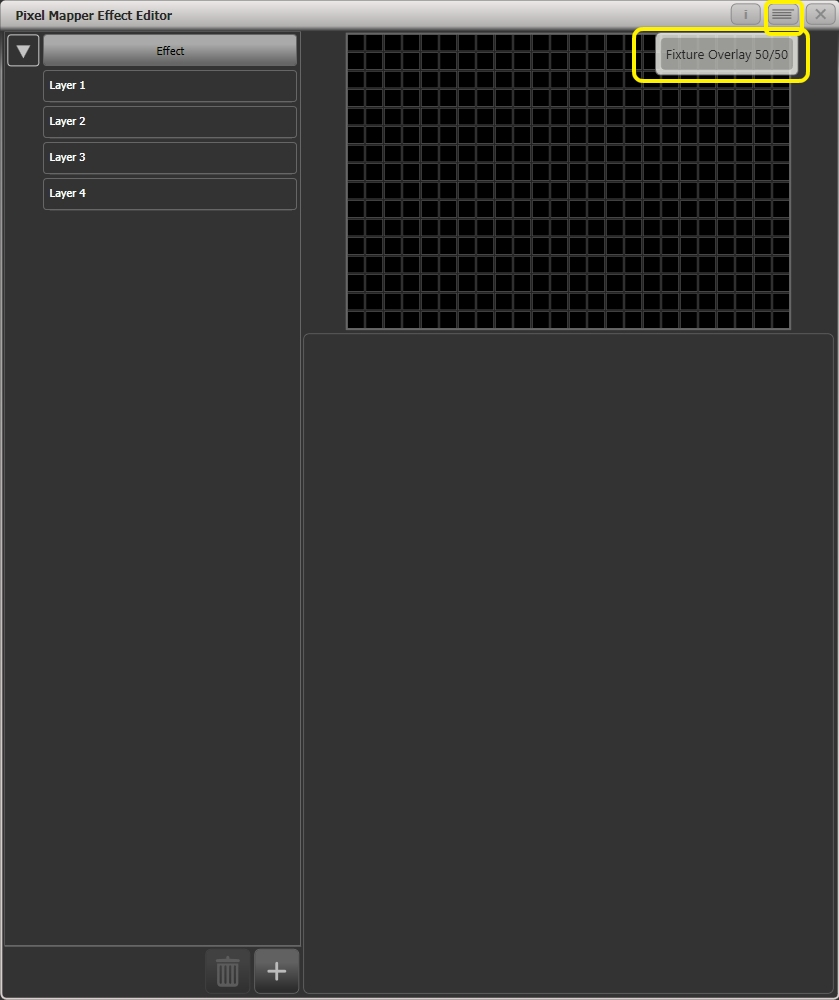 Pixel Mapper Effect Editor
i
Effect
Fixture Overlay 50/50
Layer 1
Layer 2
Layer 3
Layer 4